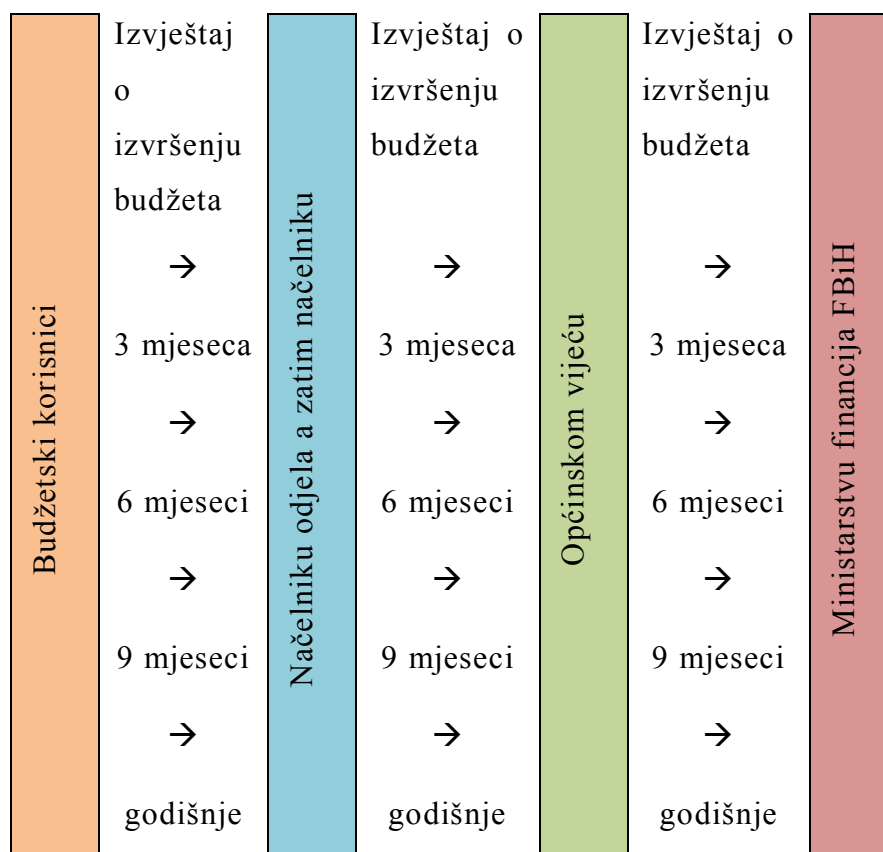 Budžetski korisnici
Izvještaj
o
izvršenju
budžeta
→
3 mjeseca
→
6 mjeseci
→
9 mjeseci
→
godišnje
Načelniku odjela a zatim načelniku
Izvještaj o
izvršenju
budžeta
→
3 mjeseca
→
6 mjeseci
→
9 mjeseci
→
godišnje
Općinskom vijeću
Izvještaj o
izvršenju
budžeta
→
3 mjeseca
→
6 mjeseci
→
9 mjeseci
→
godišnje
Ministarstvu financija FBiH